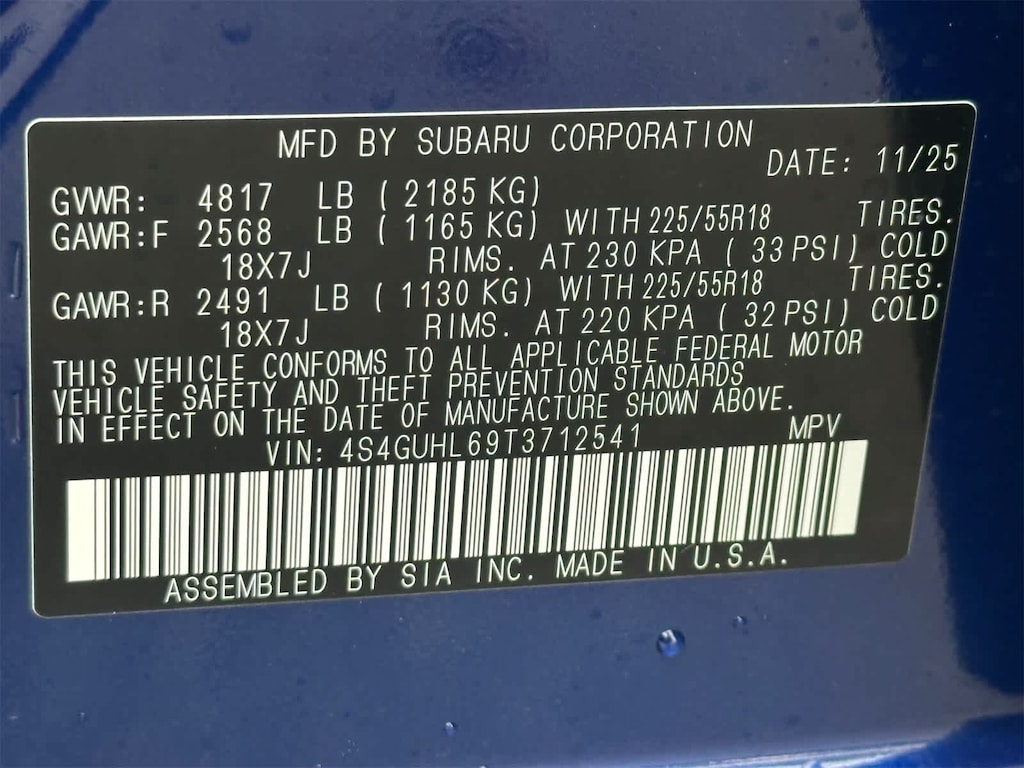 MFD BY SUBARU CORPORATION
DATE: 11/25
GVWR: 4817 LB ( 2185 KG)
GAWR:F 2568 LB ( 1165 KG) WITH 225/55R18 TIRES.
18X7J RIMS. AT 230 KPA ( 33 PSI) COLD
GAWR:R 2491 LB ( 1130 KG) WITH 225/55R18 TIRES.
18X7J RIMS. AT 220 KPA ( 32 PSI) COLD
THIS VEHICLE CONFORMS TO ALL APPLICABLE FEDERAL MOTOR
VEHICLE SAFETY AND THEFT PREVENTION STANDARDS
IN EFFECT ON THE DATE OF MANUFACTURE SHOWN ABOVE.
VIN: 4S4GUHL69T3712541 MPV
ASSEMBLED BY SIA INC. MADE IN U.S.A.